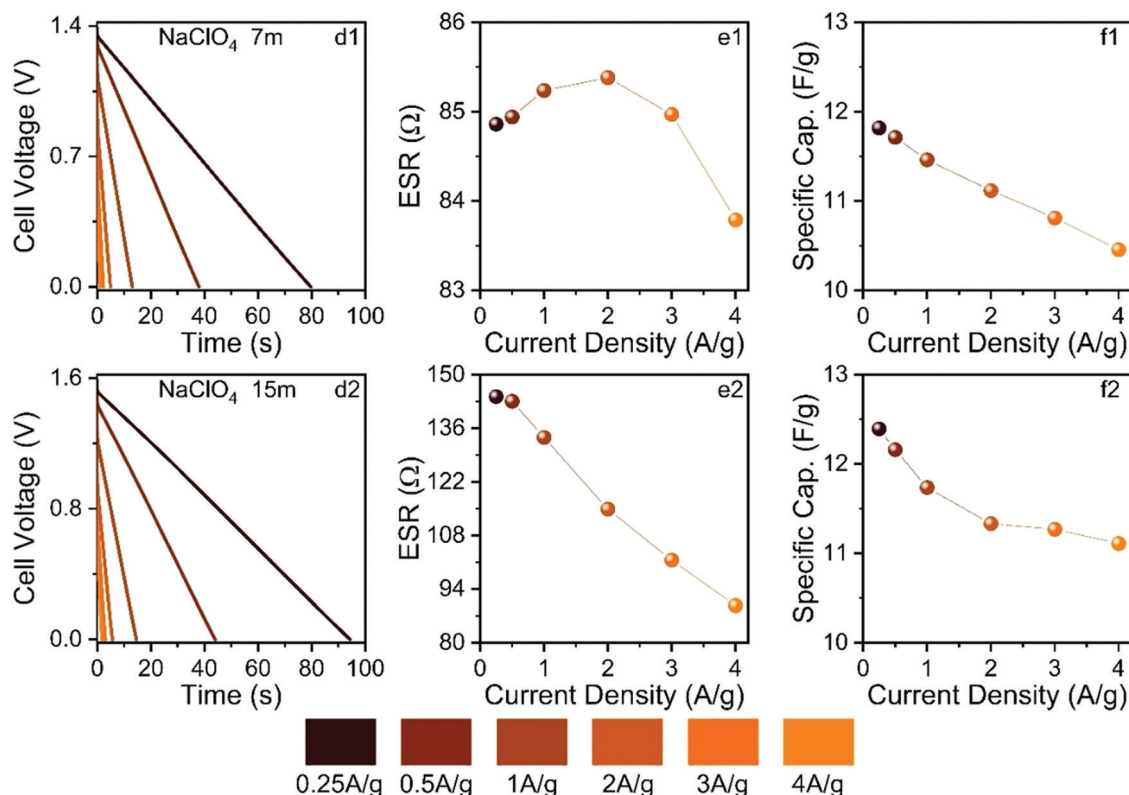 NaClO₄ 7m d1
1.4
0.7
0.0
Cell Voltage (V)
0 20 40 60 80 100
Time (s)
e1
86
85
84
83
ESR (Ω)
0 1 2 3 4
Current Density (A/g)
f1
13
12
11
10
Specific Cap. (F/g)
0 1 2 3 4
Current Density (A/g)
NaClO₄ 15m d2
1.6
0.8
0.0
Cell Voltage (V)
0 20 40 60 80 100
Time (s)
e2
150
136
122
108
94
80
ESR (Ω)
0 1 2 3 4
Current Density (A/g)
f2
13
12
11
10
Specific Cap. (F/g)
0 1 2 3 4
Current Density (A/g)
0.25A/g 0.5A/g 1A/g 2A/g 3A/g 4A/g